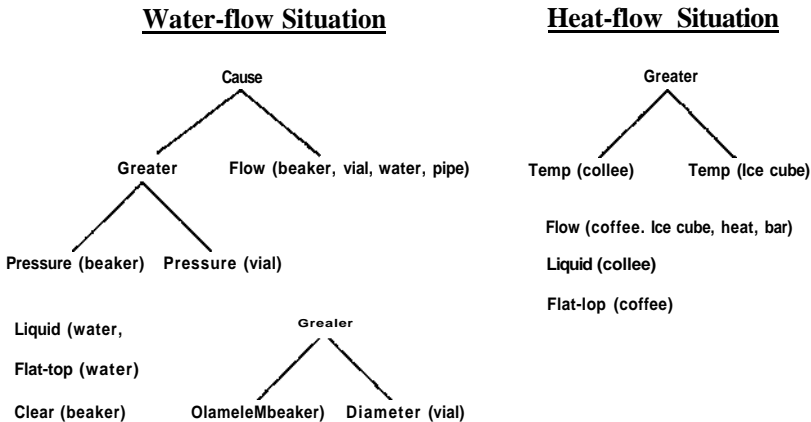 Water-flow Situation
Heat-flow Situation
Cause
Greater
Greater
Flow (beaker, vial, water, pipe)
Temp (collee)
Temp (Ice cube)
Pressure (beaker)
Pressure (vial)
Flow (coffee. Ice cube, heat, bar)
Liquid (collee)
Flat-lop (coffee)
Liquid (water,
Grealer
Flat-top (water)
Clear (beaker)
OlameleMbeaker)
Diameter (vial)